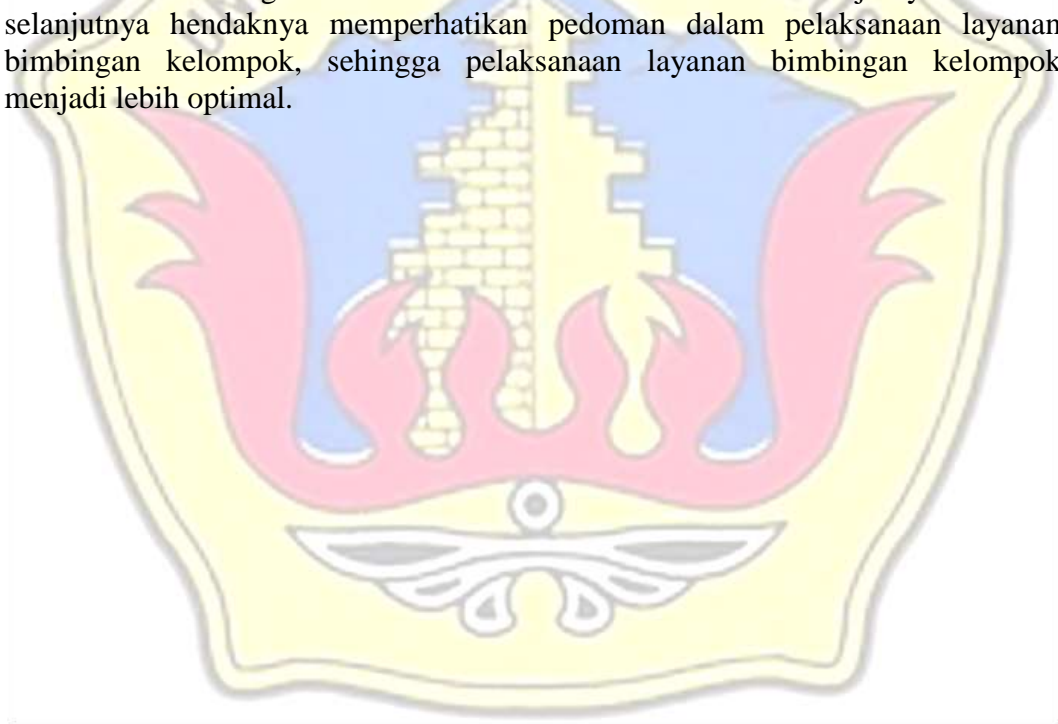 selanjutnya hendaknya memperhatikan pedoman dalam pelaksanaan layanan
bimbingan kelompok, sehingga pelaksanaan layanan bimbingan kelompok
menjadi lebih optimal.